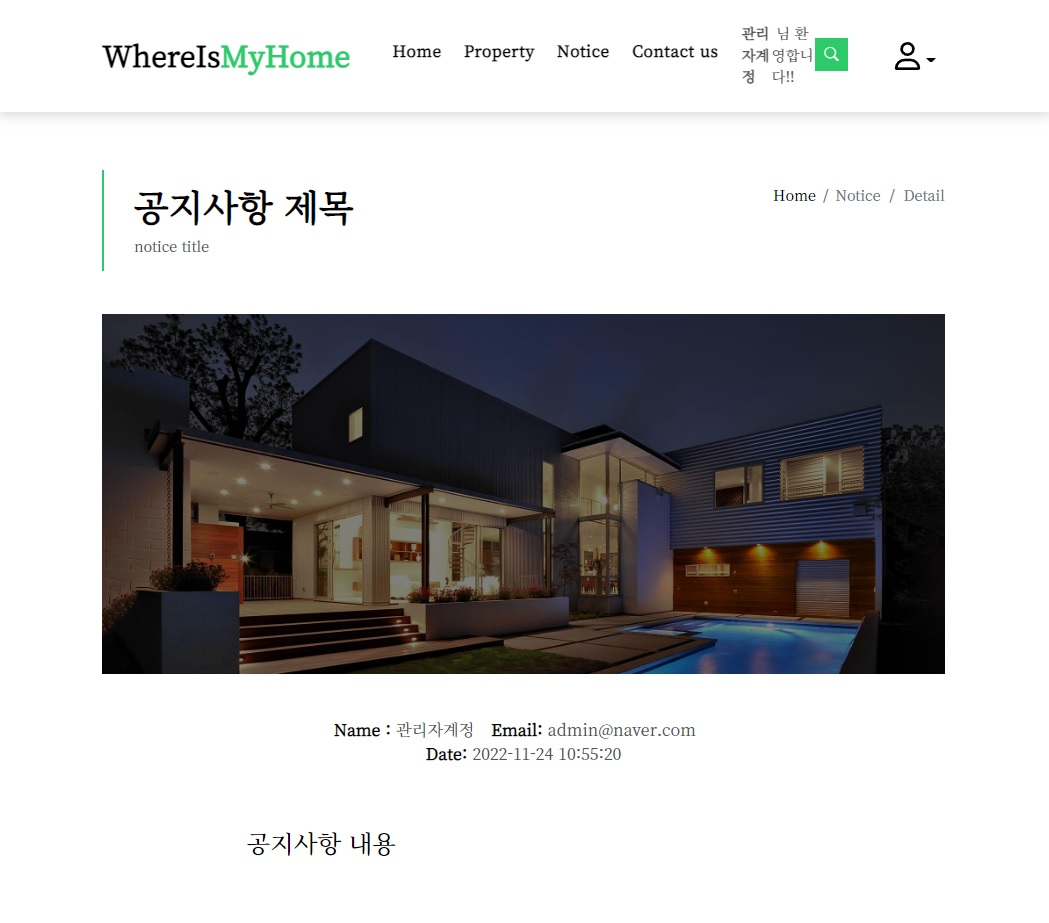 WhereIsMyHome
Home Property Notice Contact us
관리자계정
님 환영합니다!!
공지사항 제목
notice title
Home / Notice / Detail
Name : 관리자계정 Email: admin@naver.com
Date: 2022-11-24 10:55:20
공지사항 내용